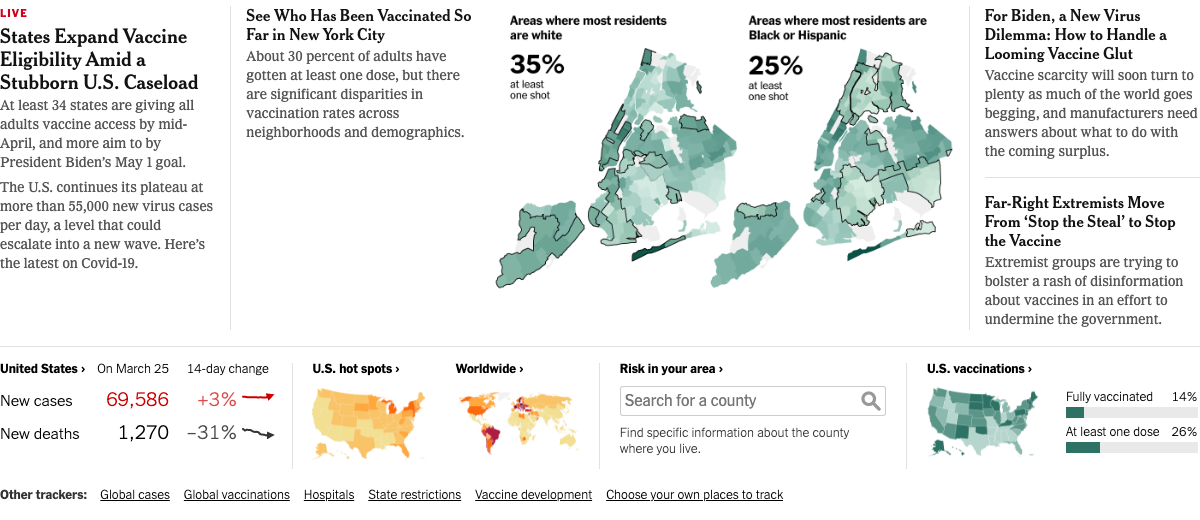 LIVE
States Expand Vaccine
Eligibility Amid a
Stubborn U.S. Caseload
At least 34 states are giving all
adults vaccine access by mid-
April, and more aim to by
President Biden’s May 1 goal.
The U.S. continues its plateau at
more than 55,000 new virus cases
per day, a level that could
escalate into a new wave. Here’s
the latest on Covid-19.
See Who Has Been Vaccinated So
Far in New York City
About 30 percent of adults have
gotten at least one dose, but there
are significant disparities in
vaccination rates across
neighborhoods and demographics.
Areas where most residents
are white
35%
at least
one shot
Areas where most residents are
Black or Hispanic
25%
at least
one shot
For Biden, a New Virus
Dilemma: How to Handle a
Looming Vaccine Glut
Vaccine scarcity will soon turn to
plenty as much of the world goes
begging, and manufacturers need
answers about what to do with
the coming surplus.
Far-Right Extremists Move
From ‘Stop the Steal’ to Stop
the Vaccine
Extremist groups are trying to
bolster a rash of disinformation
about vaccines in an effort to
undermine the government.
United States › On March 25 14-day change
New cases 69,586 +3%
New deaths 1,270 –31%
U.S. hot spots ›
Worldwide ›
Risk in your area ›
Search for a county
Find specific information about the county
where you live.
U.S. vaccinations ›
Fully vaccinated 14%
At least one dose 26%
Other trackers: Global cases Global vaccinations Hospitals State restrictions Vaccine development Choose your own places to track